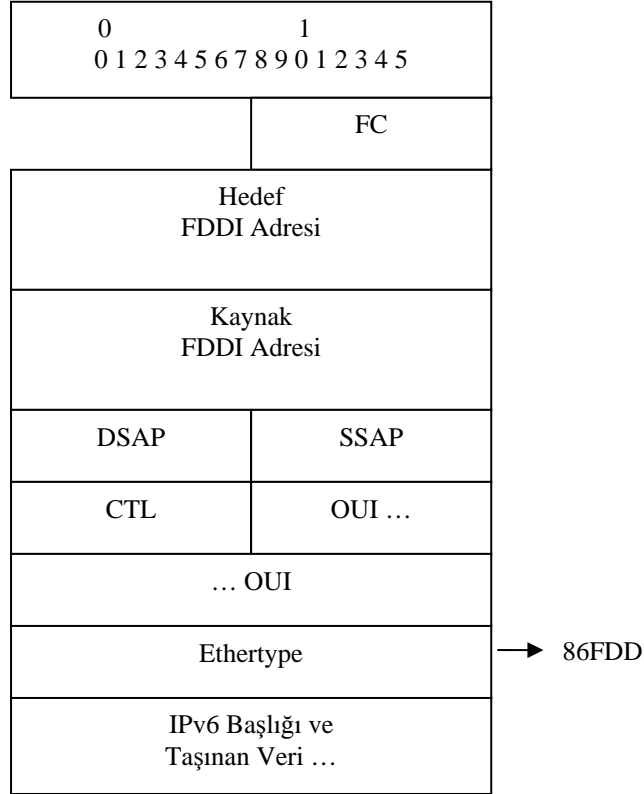 0 1
0 1 2 3 4 5 6 7 8 9 0 1 2 3 4 5
FC
Hedef
FDDI Adresi
Kaynak
FDDI Adresi
DSAP SSAP
CTL OUI …
… OUI
Ethertype 86FDD
IPv6 Başlığı ve
Taşınan Veri …